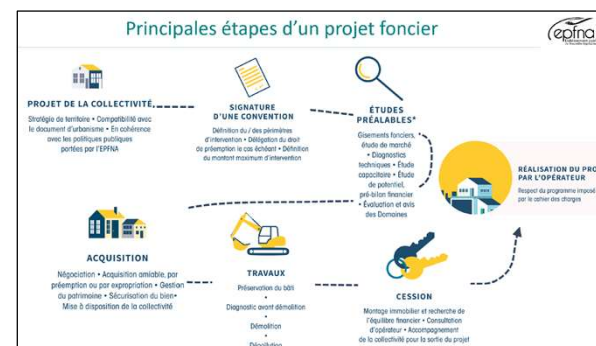 Principales étapes d'un projet foncier
epfna
PROJET DE LA COLLECTIVITÉ
Stratégie de territoire • Compatibilité avec
le document d'urbanisme • En cohérence
avec les politiques publiques
portées par l'EPFNA
SIGNATURE
D'UNE CONVENTION
Définition du / des périmètres
d'intervention • Délégation du droit
de préemption le cas échéant • Définition
du montant maximum d'intervention
ÉTUDES
PRÉALABLES*
Gisements fonciers,
étude de marché
• Diagnostics
techniques • Étude
capacitaire • Étude
de potentiel,
pré-bilan financier
• Évaluation et avis
des Domaines
RÉALISATION DU PRO
PAR L'OPÉRATEUR
Respect du programme imposé
par le cahier des charges
ACQUISITION
Négociation • Acquisition amiable, par
préemption ou par expropriation • Gestion
du patrimoine • Sécurisation du bien•
Mise à disposition de la collectivité
TRAVAUX
Préservation du bâti
•
Diagnostic avant démolition
•
Démolition
•
Dépollution
CESSION
Montage immobilier et recherche de
l'équilibre financier • Consultation
d'opérateur • Accompagnement
de la collectivité pour la sortie du projet